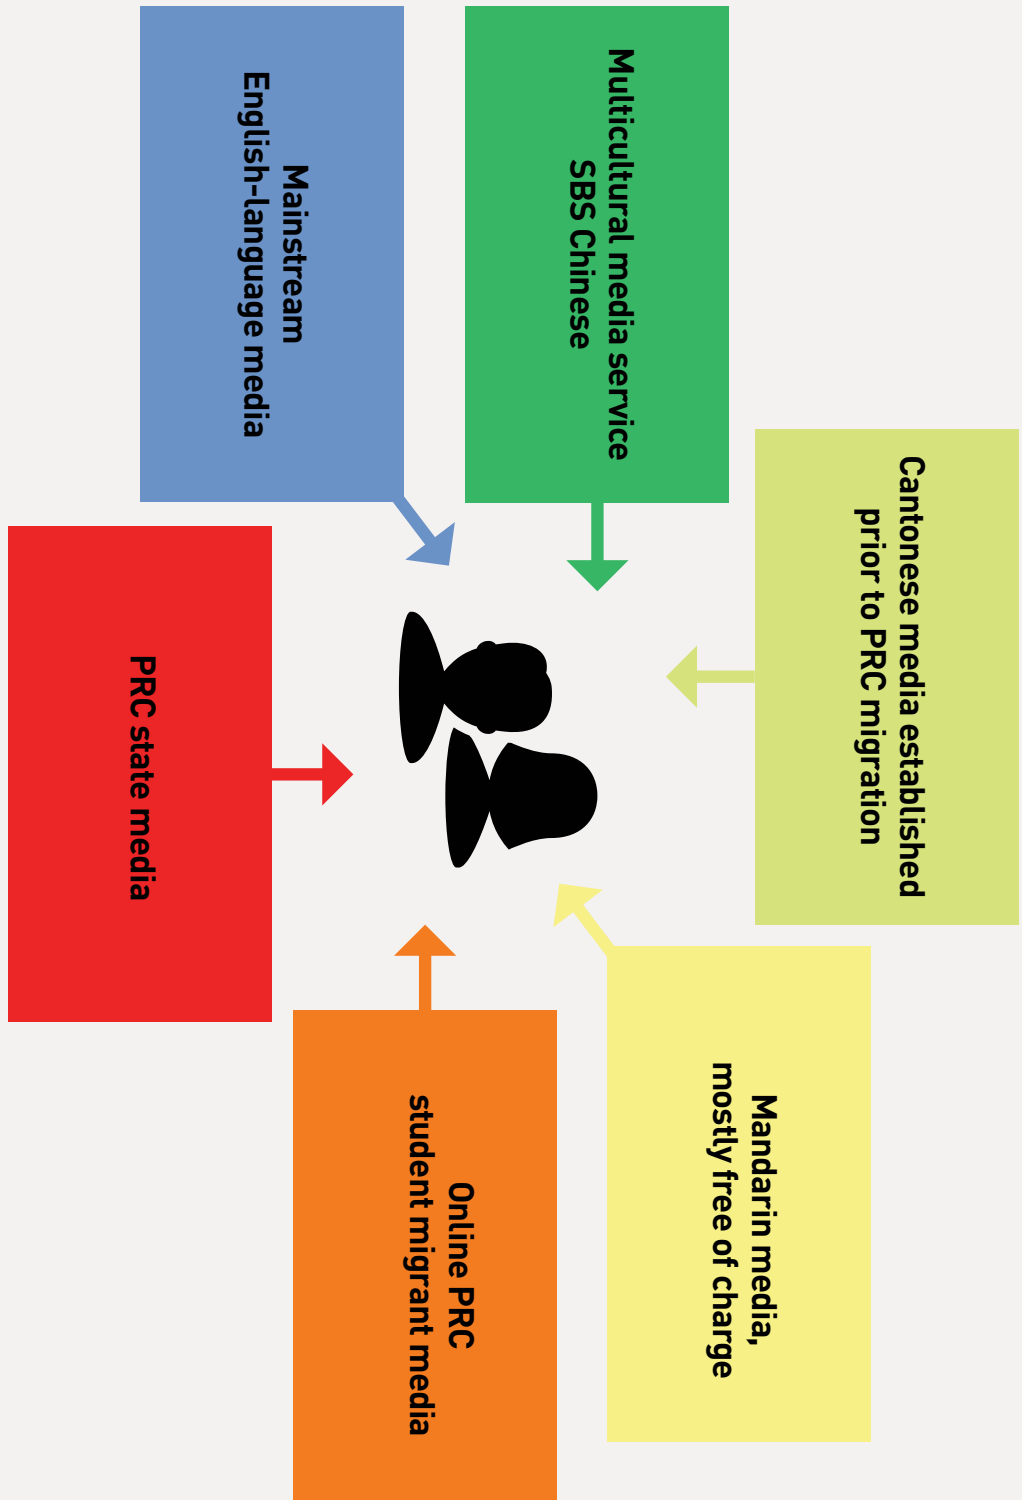 Cantonese media established
prior to PRC migration
Multicultural media service
SBS Chinese
Mandarin media,
mostly free of charge
Mainstream
English-language media
Online PRC
student migrant media
PRC state media